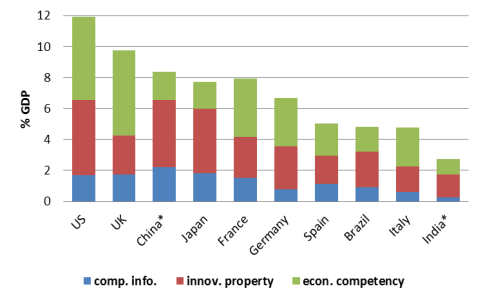 12
10
8
6
4
2
0
% GDP
US
UK
China*
Japan
France
Germany
Spain
Brazil
Italy
India*
comp. info.
innov. property
econ. competency